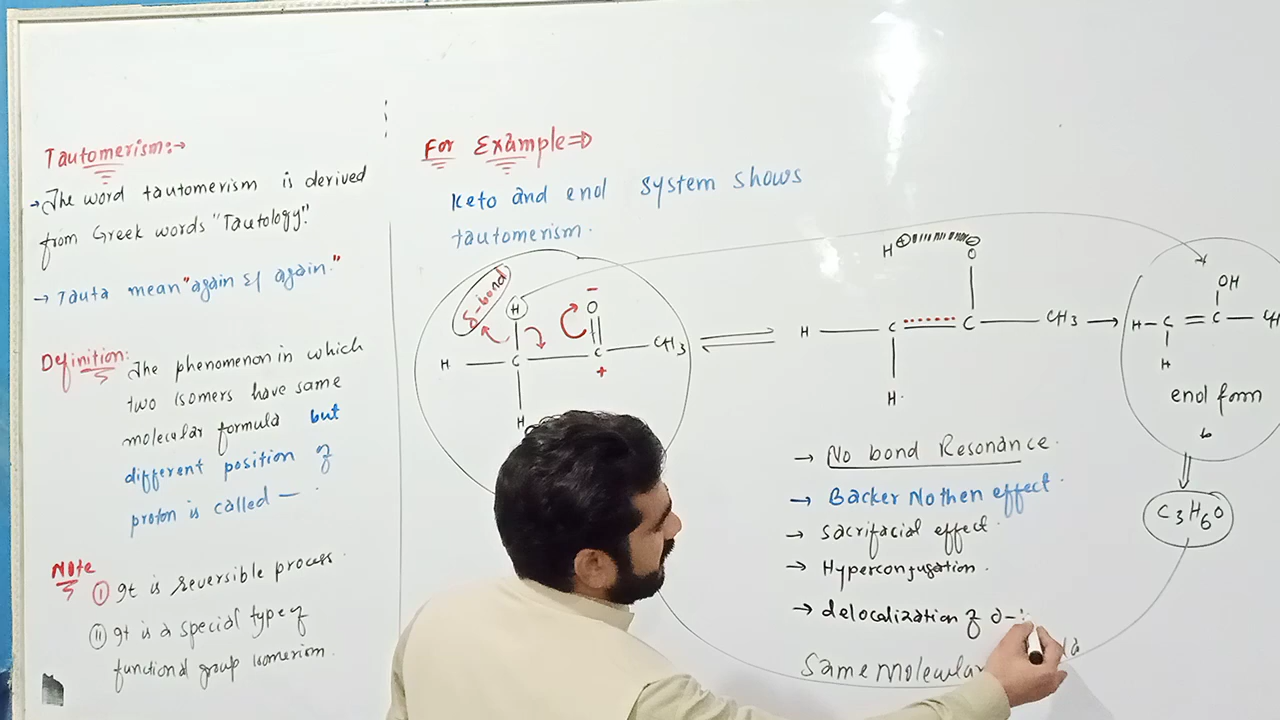 Tautomerism:→
→ The word tautomerism is derived
from Greek words "Tautology".
→ Tauta mean "again & again."
Definition: The phenomenon in which
two isomers have same
molecular formula but
different position of
proton is called — .
Note
(I) It is reversible process.
(II) It is a special type of
functional group isomerism.
For Example⇒
Keto and enol system shows
tautomerism.
δ-bond
H
O
−
H
C
C
+
CH3
H
H
⊕
O
H
C
C
CH3
H.
OH
H
C
C
H
enol form
C3H6O
→ No bond Resonance.
→ Backer Nothen effect.
→ Sacrifacial effect.
→ Hyperconjugation.
→ delocalization of σ-
Same Molecular
la